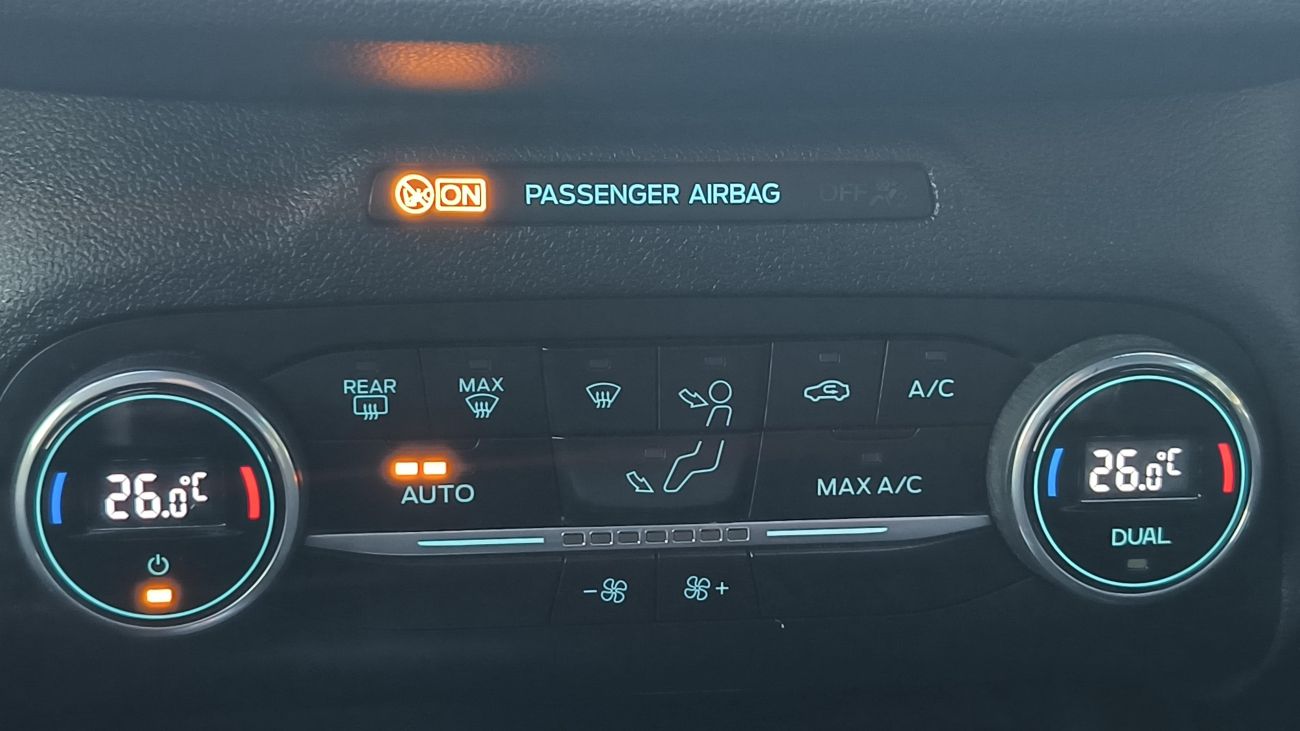 ON PASSENGER AIRBAG OFF
REAR MAX A/C
26.0°C AUTO MAX A/C 26.0°C
DUAL